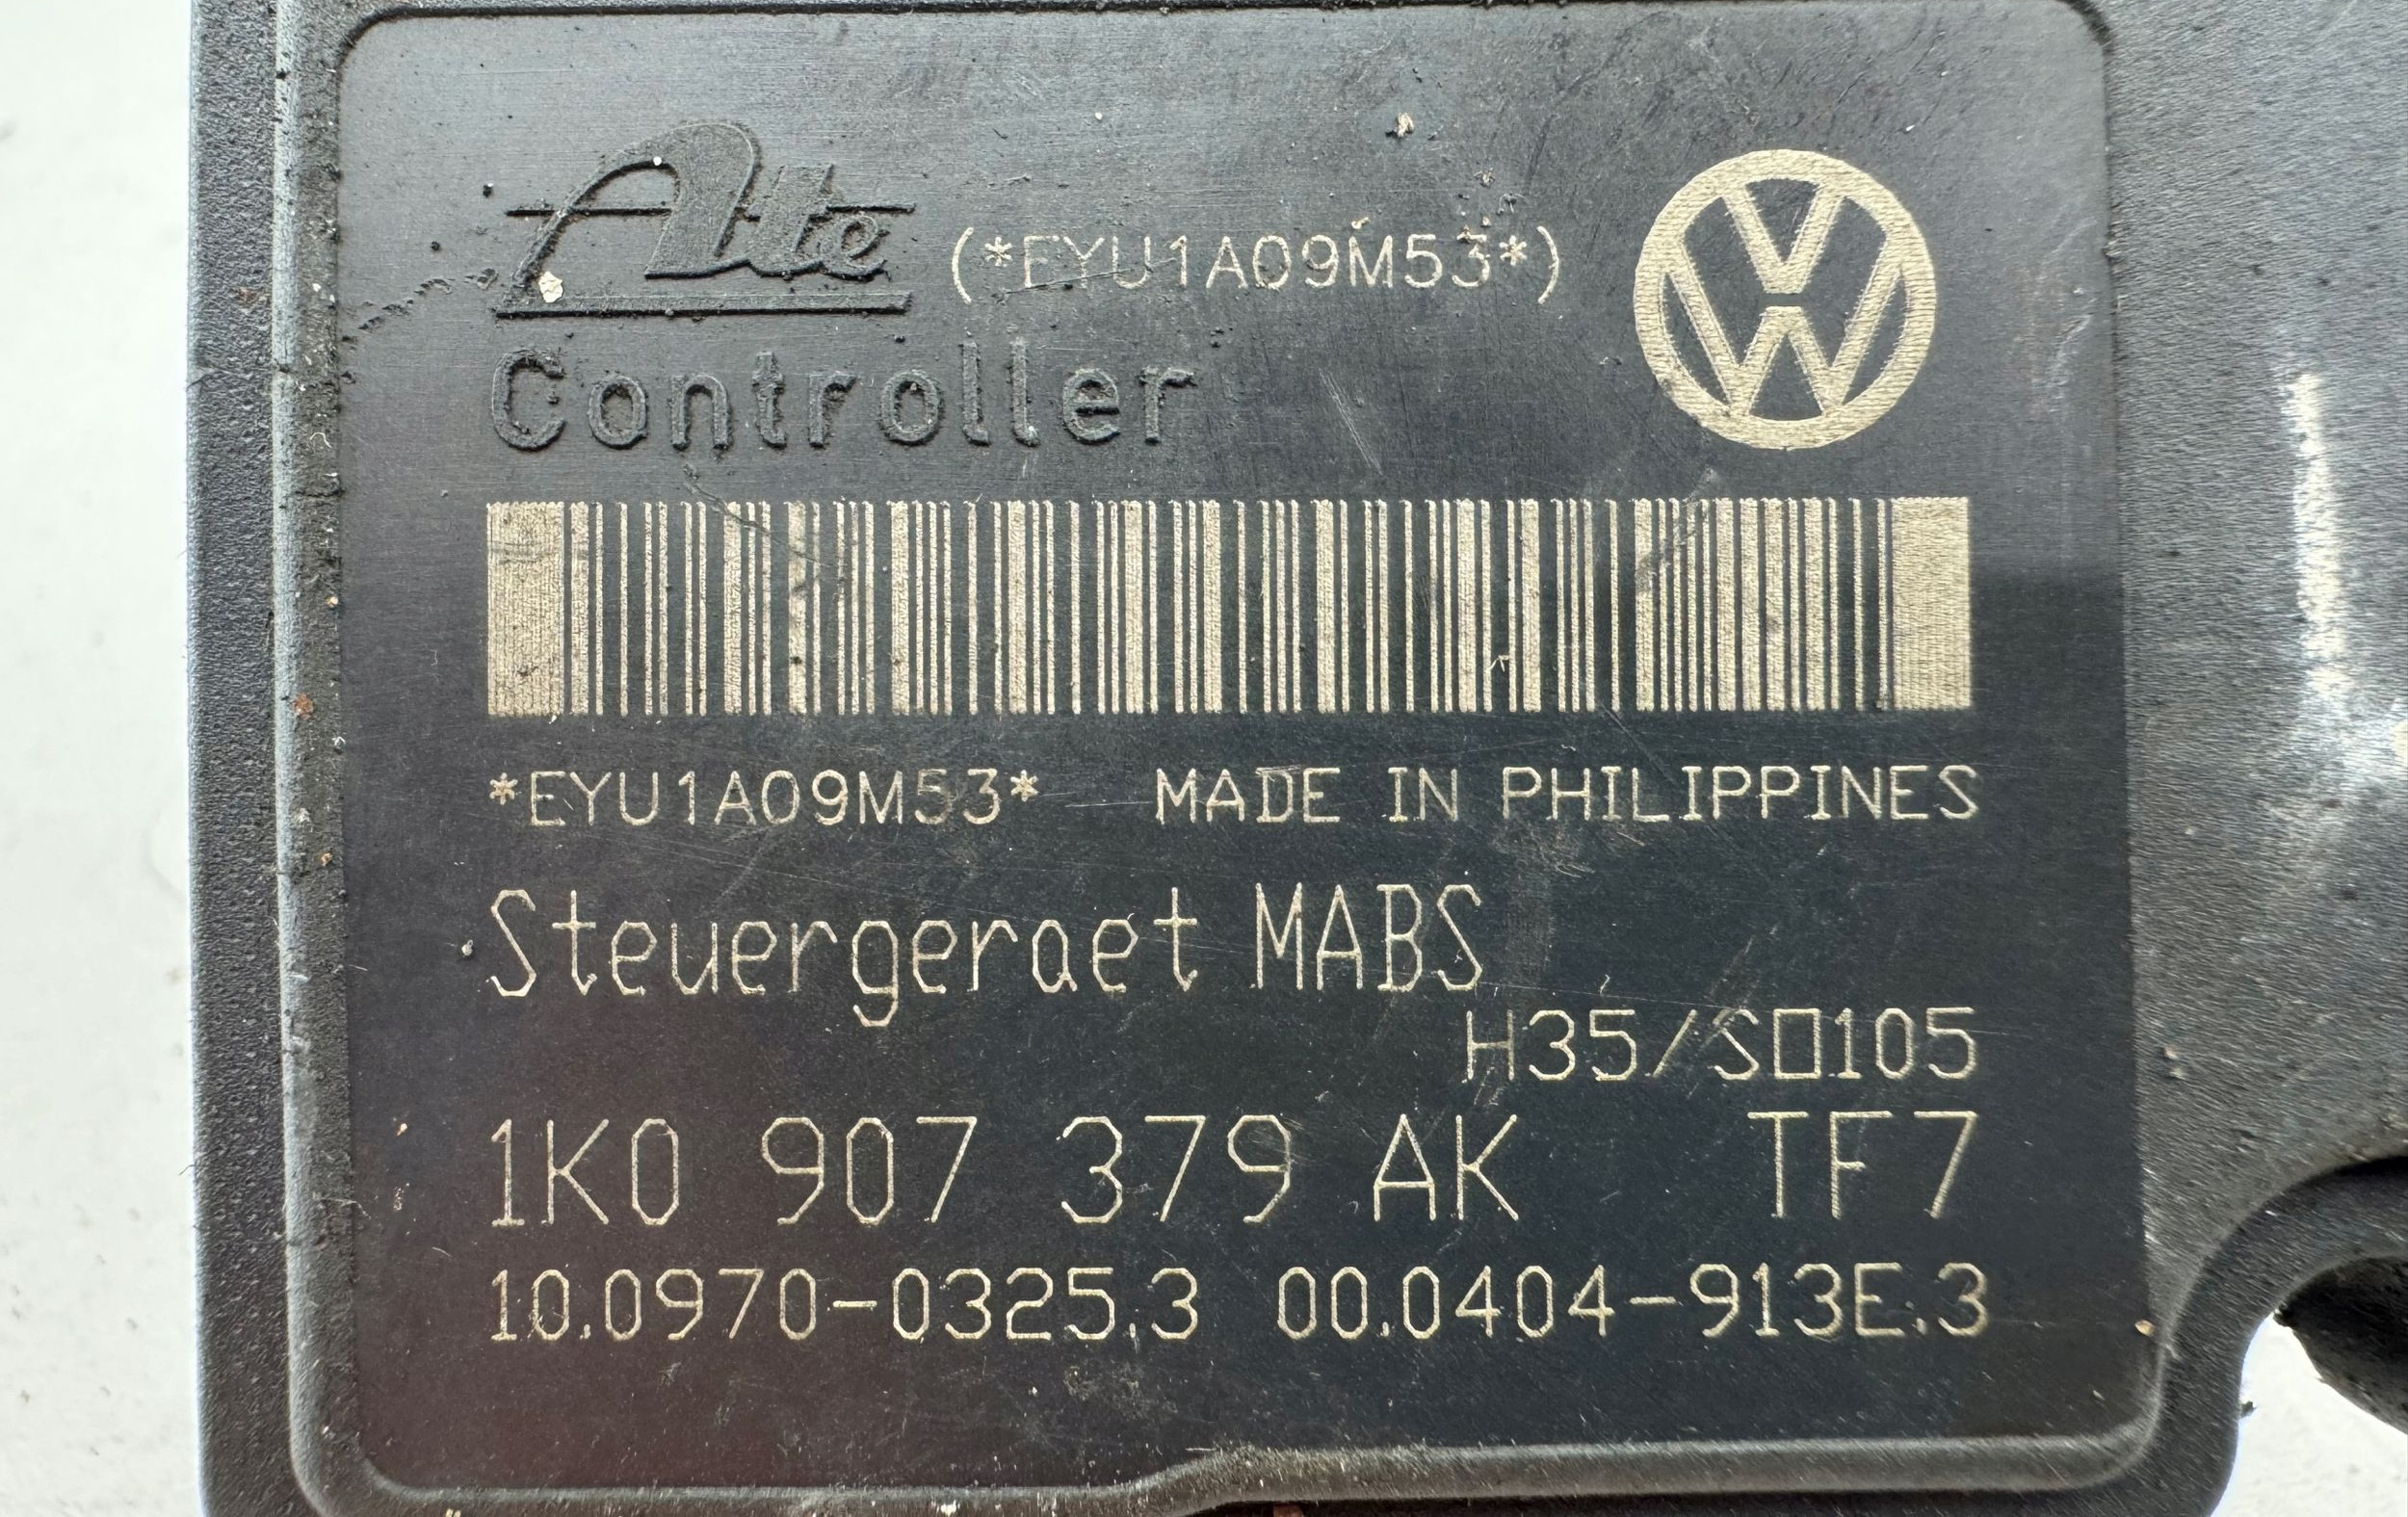 Ate (*EYU1A09M53*)
Controller
*EYU1A09M53* MADE IN PHILIPPINES
Steuergeraet MABS
H35/S□105
1K0 907 379 AK TF7
10.0970-0325.3 00.0404-913E.3